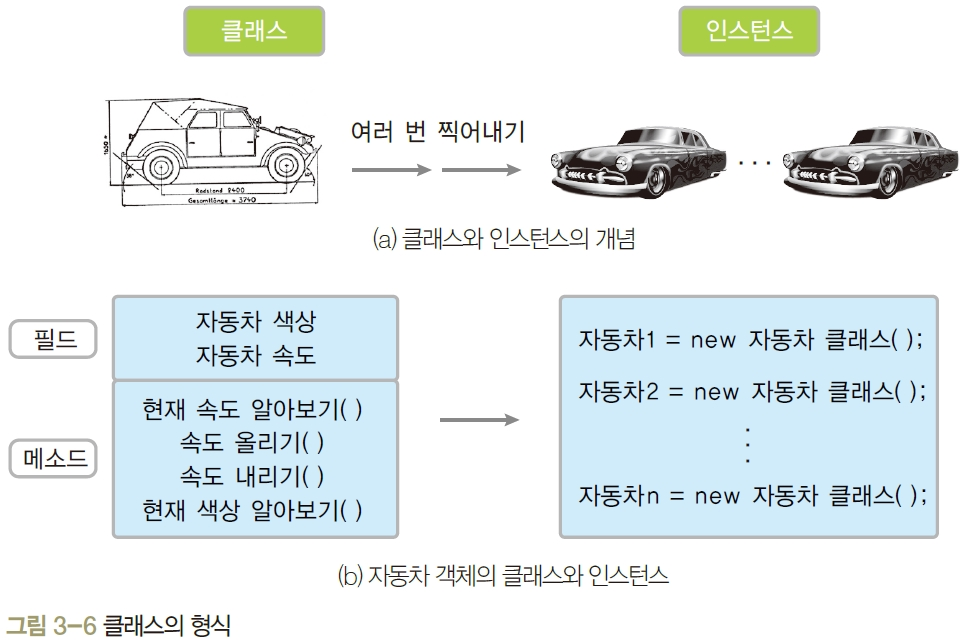 클래스
인스턴스
여러 번 찍어내기
Radstand 2400
Gesamtlänge = 3740
...
(a) 클래스와 인스턴스의 개념
필드
자동차 색상
자동차 속도
메소드
현재 속도 알아보기( )
속도 올리기( )
속도 내리기( )
현재 색상 알아보기( )
자동차1 = new 자동차 클래스( );
자동차2 = new 자동차 클래스( );
⋮
자동차n = new 자동차 클래스( );
(b) 자동차 객체의 클래스와 인스턴스
그림 3-6 클래스의 형식